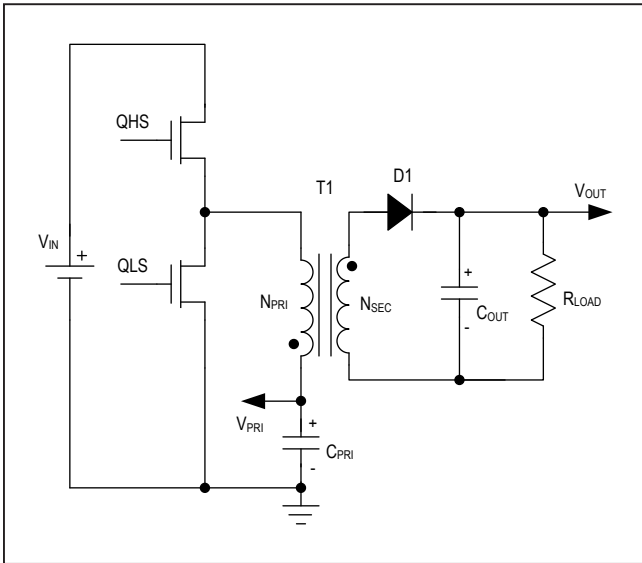 QHS
T1
D1
VOUT
VIN
+
QLS
NPRI
NSEC
+
COUT
-
RLOAD
VPRI
+
CPRI
-